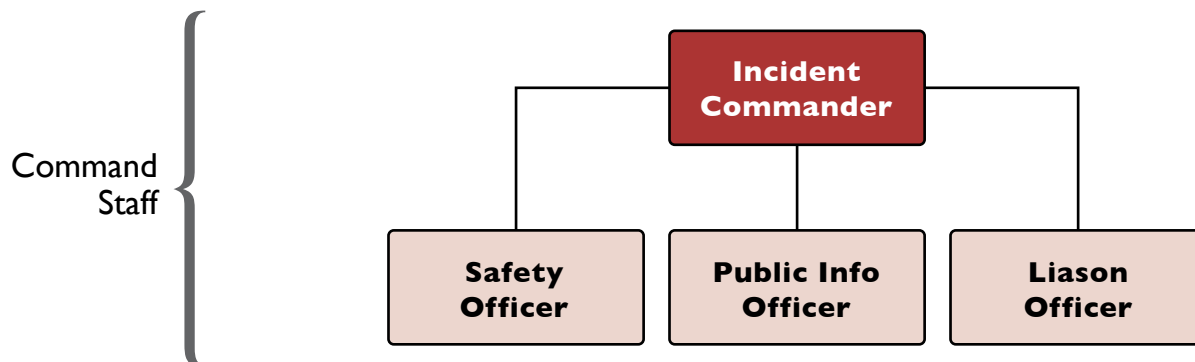 Incident
Commander
Command
Staff
Safety
Officer
Public Info
Officer
Liason
Officer